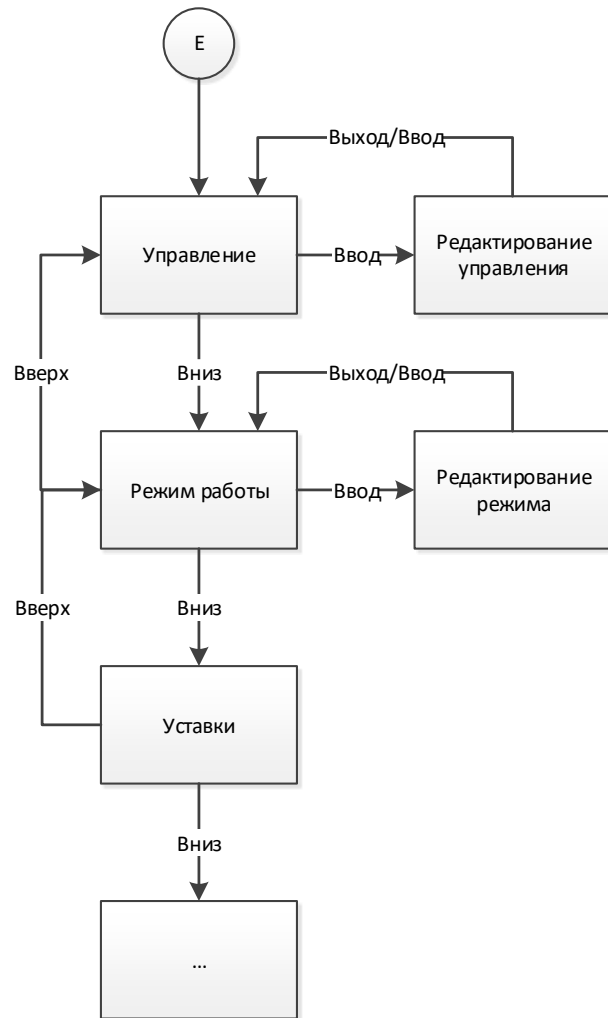 E
Выход/Ввод
Управление
Ввод
Редактирование
управления
Вверх
Вниз
Выход/Ввод
Режим работы
Ввод
Редактирование
режима
Вверх
Вниз
Уставки
Вниз
...